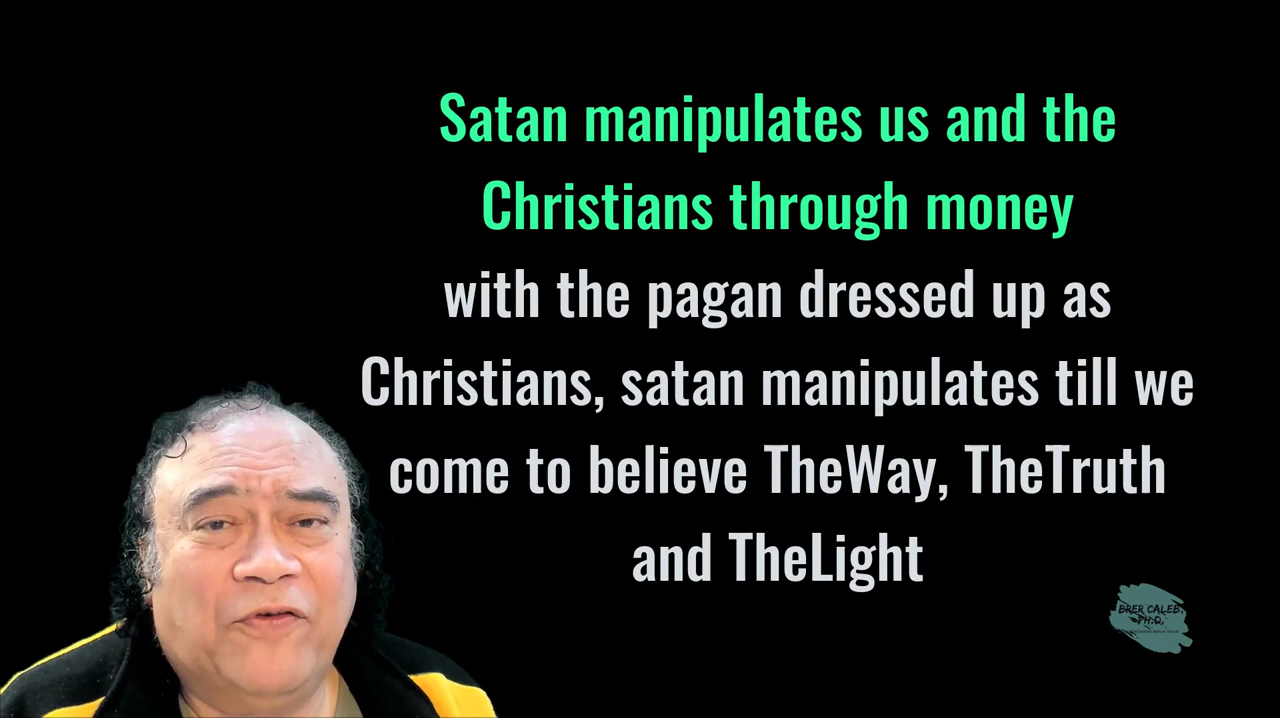 Satan manipulates us and the
Christians through money
with the pagan dressed up as
Christians, satan manipulates till we
come to believe TheWay, TheTruth
and TheLight
BRER CALEB,
PH.D.